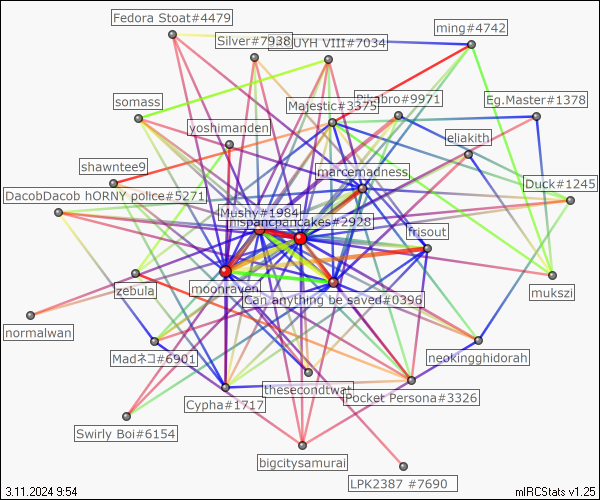 Fedora Stoat#4479
ming#4742
Silver#7938
UYH VIII#7034
somass
Majestic#3375
Pikabro#9971
Eg.Master#1378
yoshimanden
eliakith
shawntee9
marcemadness
Duck#1245
DacobDacob hORNY police#5271
Mushy#1984
mispancpancakes#2928
frisout
zebula
moonraven
Can anything be saved#0396
mukszi
normalwan
Madネコ#6901
neokingghidorah
thesecondtwat
Pocket Persona#3326
Cypha#1717
Swirly Boi#6154
bigcitysamurai
LPK2387 #7690
3.11.2024 9:54
mIRCStats v1.25